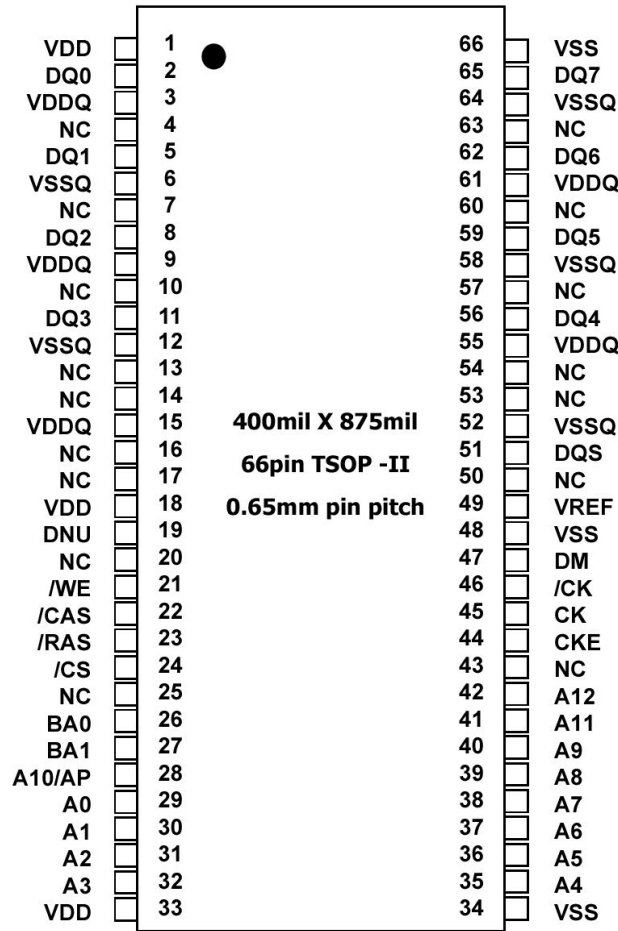 VDD 1 66 VSS
DQ0 2 65 DQ7
VDDQ 3 64 VSSQ
NC 4 63 NC
DQ1 5 62 DQ6
VSSQ 6 61 VDDQ
NC 7 60 NC
DQ2 8 59 DQ5
VDDQ 9 58 VSSQ
NC 10 57 NC
DQ3 11 56 DQ4
VSSQ 12 55 VDDQ
NC 13 54 NC
NC 14 53 NC
VDDQ 15 400mil X 875mil 52 VSSQ
NC 16 66pin TSOP -II 51 DQS
NC 17 50 NC
VDD 18 0.65mm pin pitch 49 VREF
DNU 19 48 VSS
NC 20 47 DM
/WE 21 46 /CK
/CAS 22 45 CK
/RAS 23 44 CKE
/CS 24 43 NC
NC 25 42 A12
BA0 26 41 A11
BA1 27 40 A9
A10/AP 28 39 A8
A0 29 38 A7
A1 30 37 A6
A2 31 36 A5
A3 32 35 A4
VDD 33 34 VSS